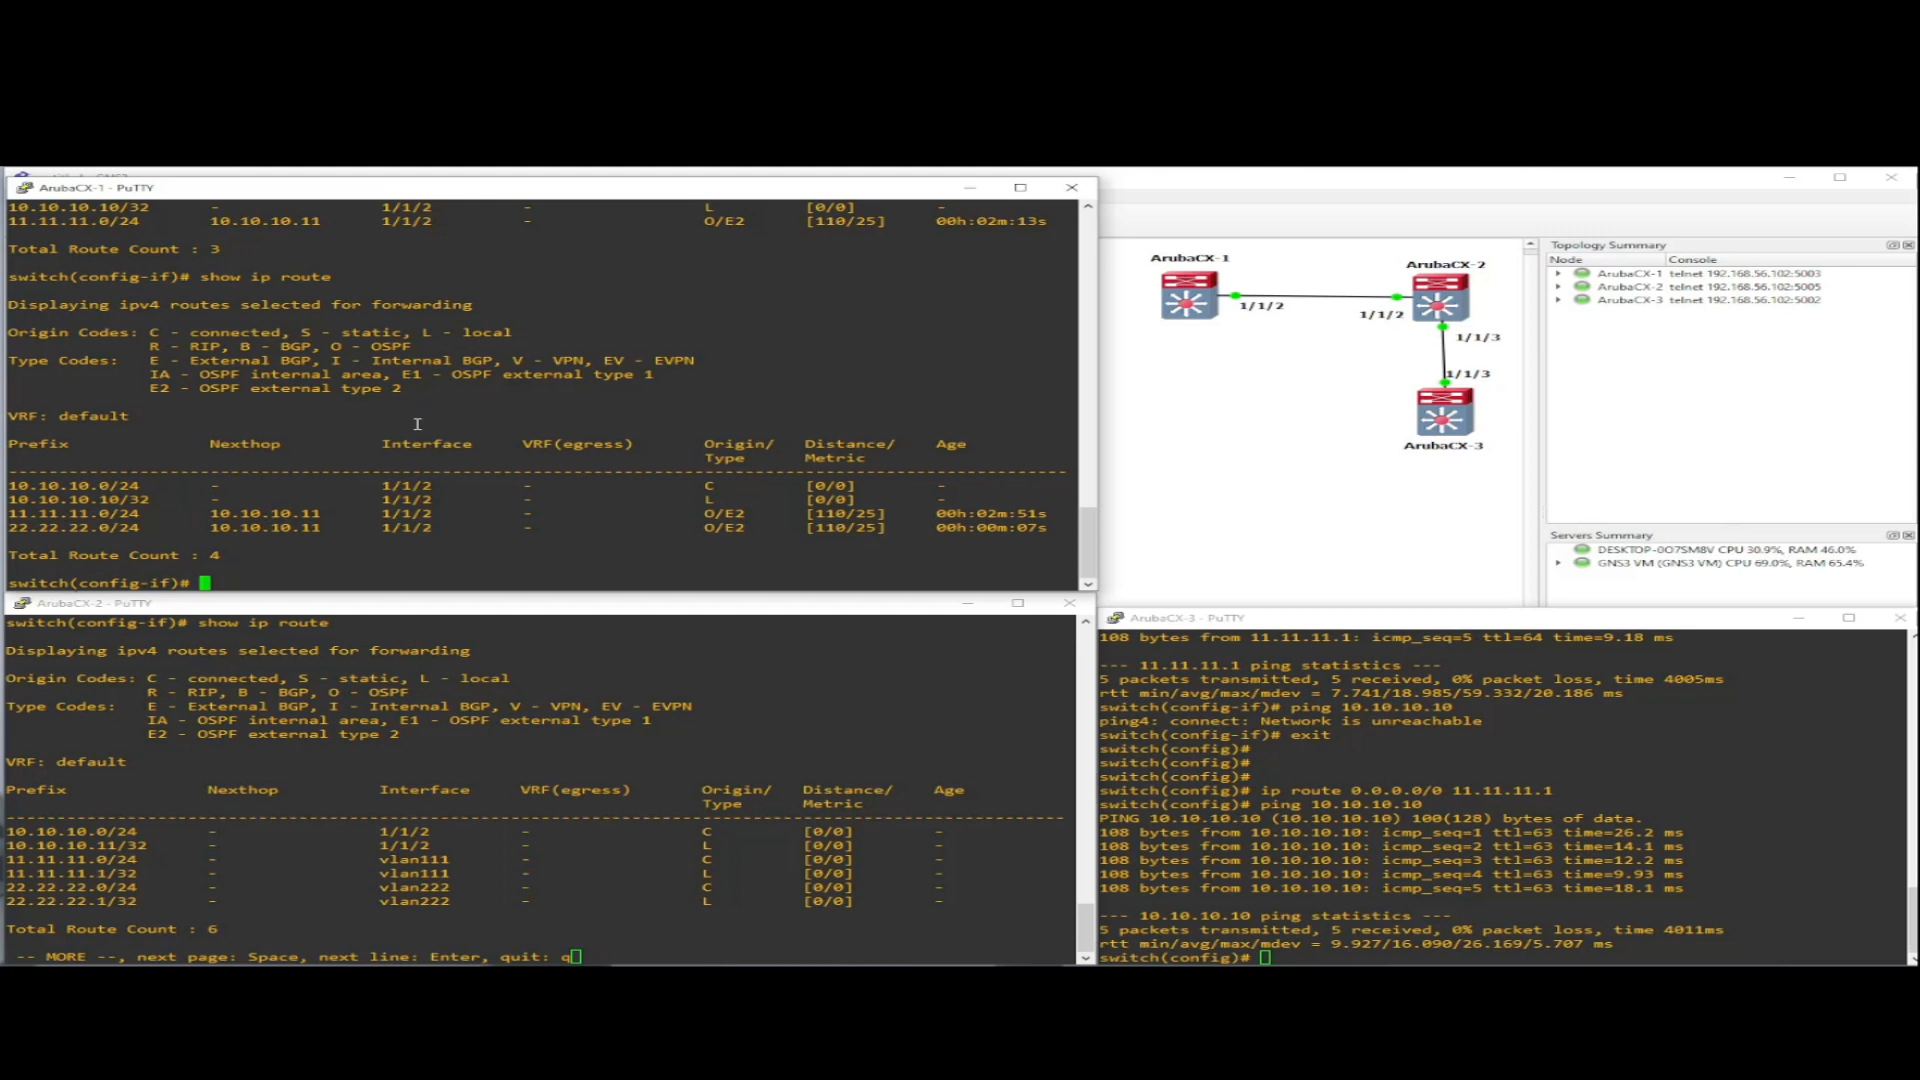 ArubaCX-1 - PuTTY
10.10.10.10/32 - 1/1/2 - L [0/0] -
11.11.11.0/24 10.10.10.11 1/1/2 - O/E2 [110/25] 00h:02m:13s
Total Route Count : 3
switch(config-if)# show ip route
Displaying ipv4 routes selected for forwarding
Origin Codes: C - connected, S - static, L - local
R - RIP, B - BGP, O - OSPF
Type Codes: E - External BGP, I - Internal BGP, V - VPN, EV - EVPN
IA - OSPF internal area, E1 - OSPF external type 1
E2 - OSPF external type 2
VRF: default
Prefix Nexthop Interface VRF(egress) Origin/ Distance/ Age
Type Metric
10.10.10.0/24 - 1/1/2 - C [0/0] -
10.10.10.10/32 - 1/1/2 - L [0/0] -
11.11.11.0/24 10.10.10.11 1/1/2 - O/E2 [110/25] 00h:02m:51s
22.22.22.0/24 10.10.10.11 1/1/2 - O/E2 [110/25] 00h:00m:07s
Total Route Count : 4
switch(config-if)#
ArubaCX-2 - PuTTY
switch(config-if)# show ip route
Displaying ipv4 routes selected for forwarding
Origin Codes: C - connected, S - static, L - local
R - RIP, B - BGP, O - OSPF
Type Codes: E - External BGP, I - Internal BGP, V - VPN, EV - EVPN
IA - OSPF internal area, E1 - OSPF external type 1
E2 - OSPF external type 2
VRF: default
Prefix Nexthop Interface VRF(egress) Origin/ Distance/ Age
Type Metric
10.10.10.0/24 - 1/1/2 - C [0/0] -
10.10.10.11/32 - 1/1/2 - L [0/0] -
11.11.11.0/24 - vlan111 - C [0/0] -
11.11.11.1/32 - vlan111 - L [0/0] -
22.22.22.0/24 - vlan222 - C [0/0] -
22.22.22.1/32 - vlan222 - L [0/0] -
Total Route Count : 6
-- MORE --, next page: Space, next line: Enter, quit: q
ArubaCX-1
ArubaCX-2
1/1/2
1/1/2
1/1/3
1/1/3
ArubaCX-3
Topology Summary
Node Console
ArubaCX-1 telnet 192.168.56.102:5003
ArubaCX-2 telnet 192.168.56.102:5005
ArubaCX-3 telnet 192.168.56.102:5002
Servers Summary
DESKTOP-0O7SM8V CPU 30.9%, RAM 46.0%
GNS3 VM (GNS3 VM) CPU 69.0%, RAM 65.4%
ArubaCX-3 - PuTTY
108 bytes from 11.11.11.1: icmp_seq=5 ttl=64 time=9.18 ms
--- 11.11.11.1 ping statistics ---
5 packets transmitted, 5 received, 0% packet loss, time 4005ms
rtt min/avg/max/mdev = 7.741/18.985/59.332/20.186 ms
switch(config-if)# ping 10.10.10.10
ping4: connect: Network is unreachable
switch(config-if)# exit
switch(config)#
switch(config)#
switch(config)#
switch(config)# ip route 0.0.0.0/0 11.11.11.1
switch(config)# ping 10.10.10.10
PING 10.10.10.10 (10.10.10.10) 100(128) bytes of data.
108 bytes from 10.10.10.10: icmp_seq=1 ttl=63 time=26.2 ms
108 bytes from 10.10.10.10: icmp_seq=2 ttl=63 time=14.1 ms
108 bytes from 10.10.10.10: icmp_seq=3 ttl=63 time=12.2 ms
108 bytes from 10.10.10.10: icmp_seq=4 ttl=63 time=9.93 ms
108 bytes from 10.10.10.10: icmp_seq=5 ttl=63 time=18.1 ms
--- 10.10.10.10 ping statistics ---
5 packets transmitted, 5 received, 0% packet loss, time 4011ms
rtt min/avg/max/mdev = 9.927/16.090/26.169/5.707 ms
switch(config)#